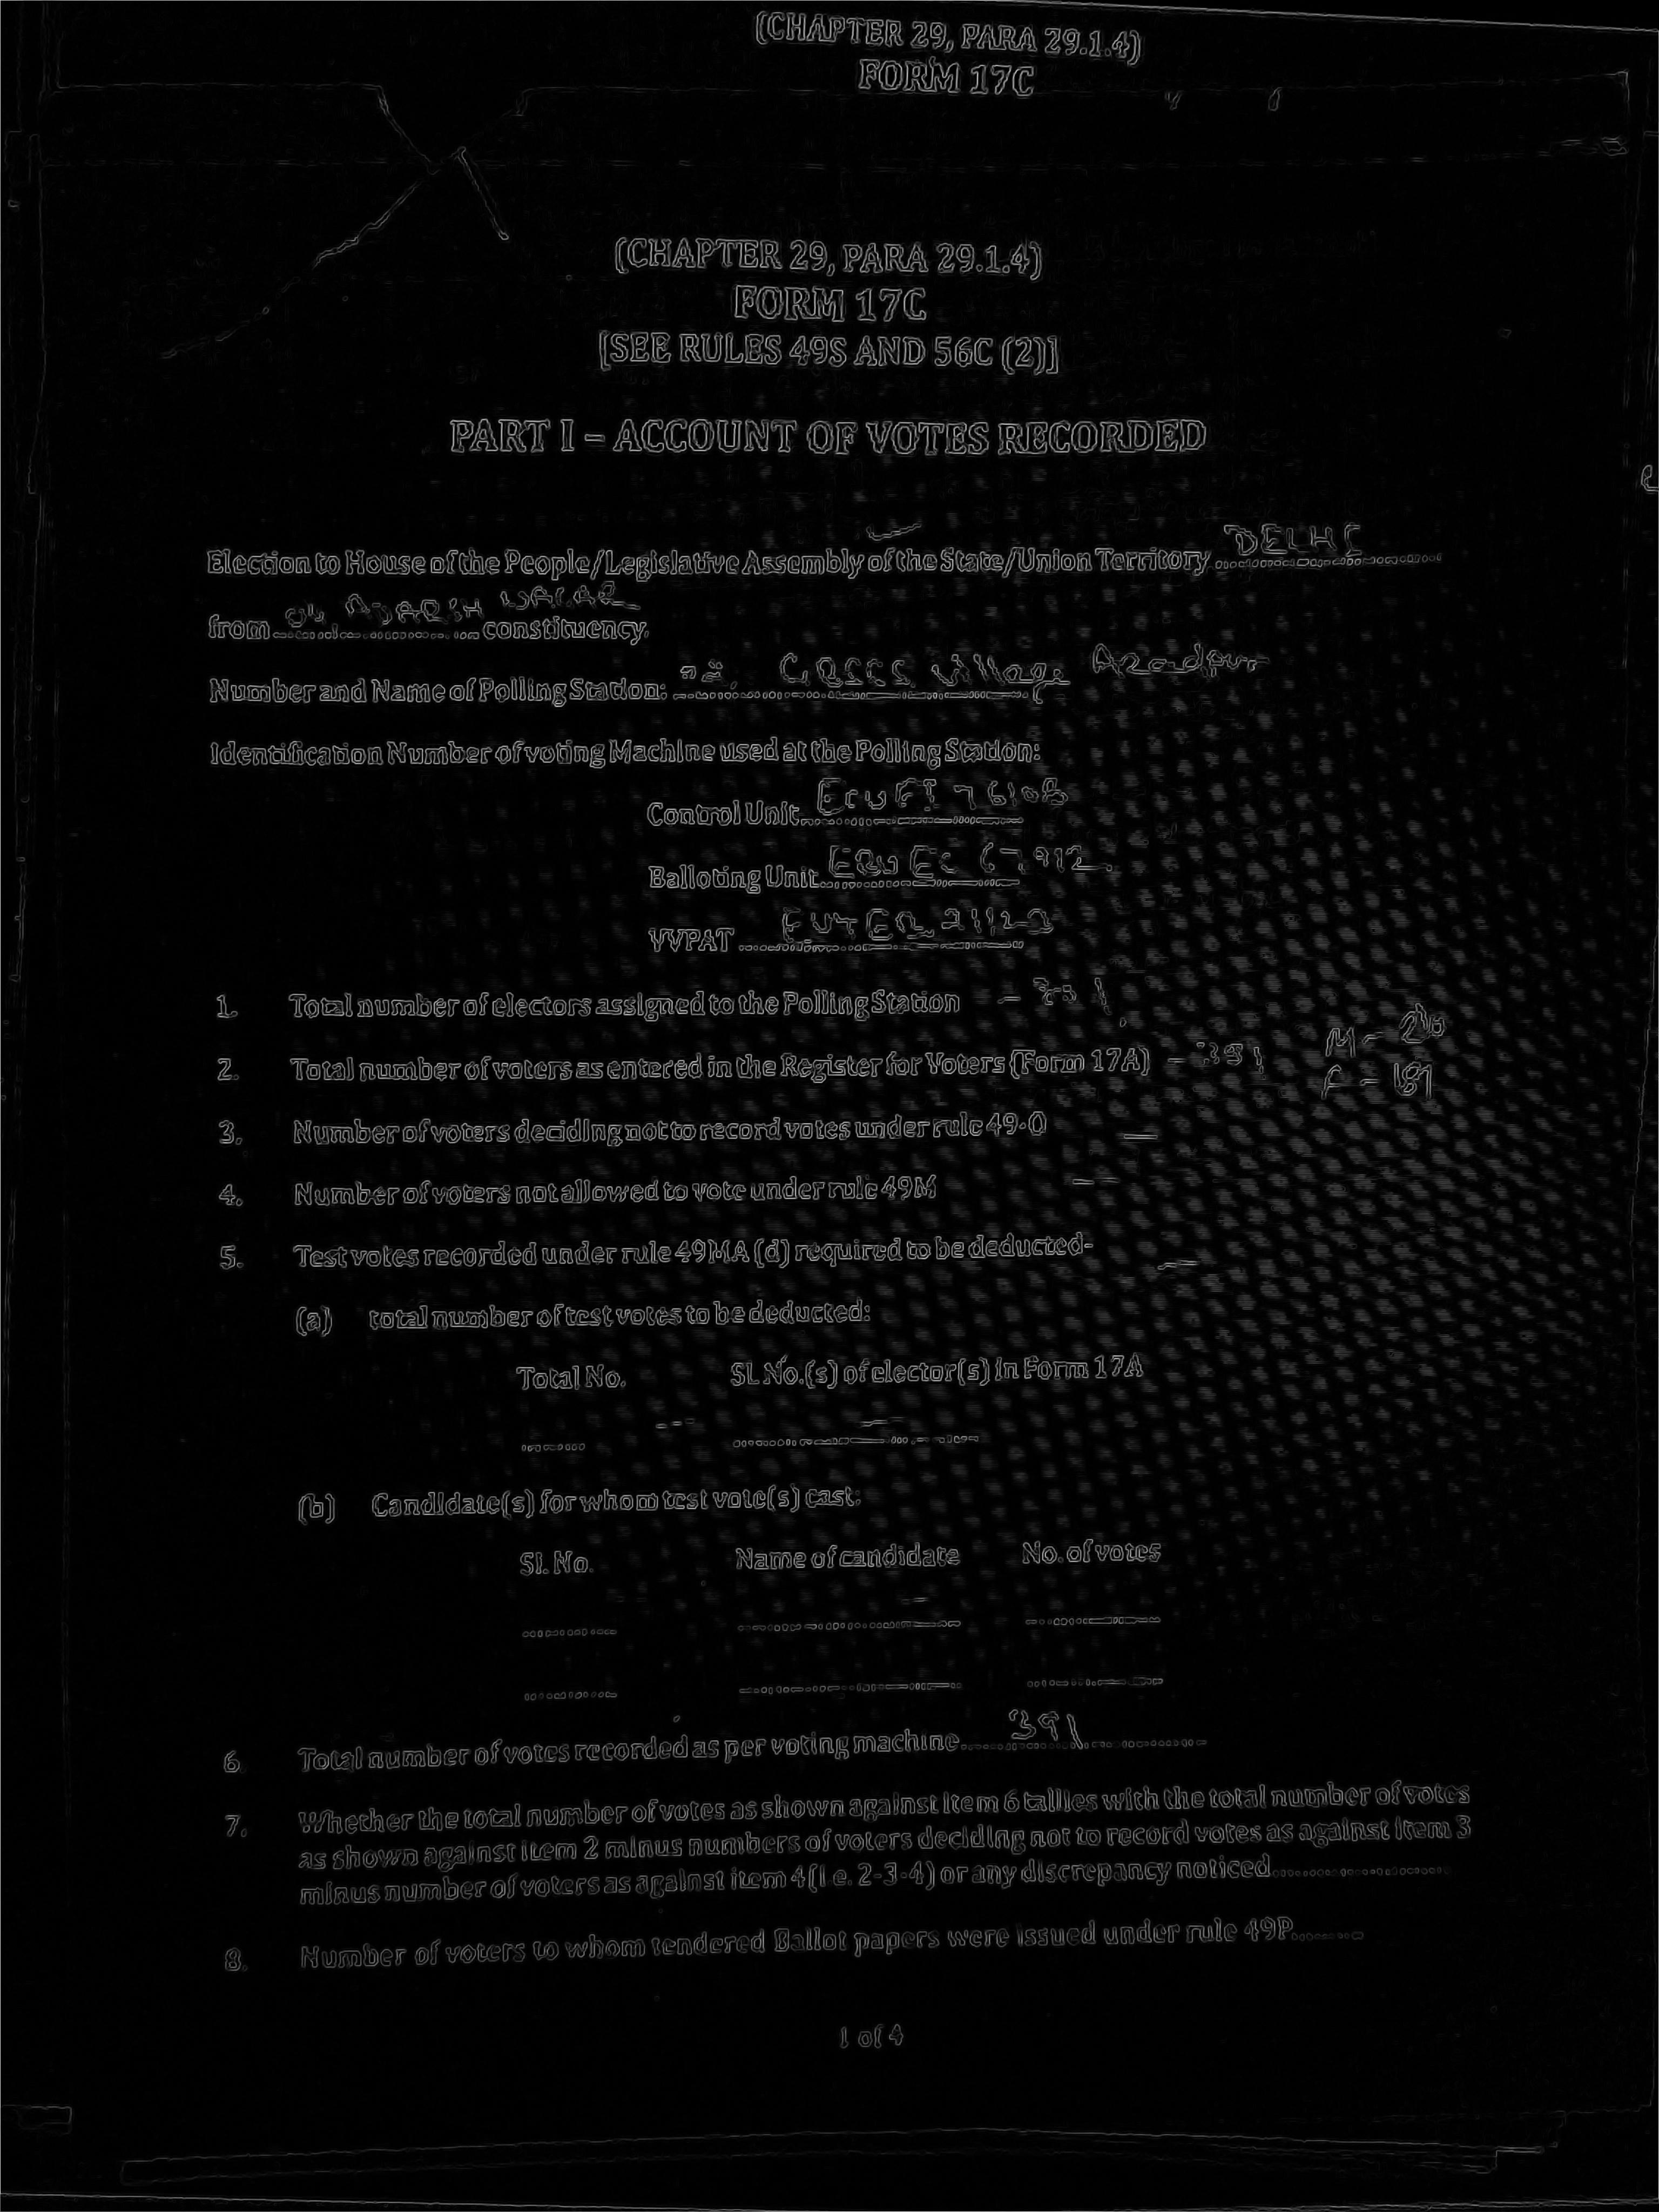 (CHAPTER 29, PARA 29.1.4)
FORM 17C
(CHAPTER 29, PARA 29.1.4)
FORM 17C
[SEE RULES 49S AND 56C (2)]
PART I – ACCOUNT OF VOTES RECORDED
Election to House of the People/Legislative Assembly of the State/Union Territory DELHI
from 04 ADARSH NAGAR constituency.
Number and Name of Polling Station: Village Azadpur
Identification Number of voting Machine used at the Polling Station:
Control Unit
Balloting Unit
VVPAT
1. Total number of electors assigned to the Polling Station –
2. Total number of voters as entered in the Register for Voters (Form 17A) – 391 M –
F – 181
3. Number of voters deciding not to record votes under rule 49-O –
4. Number of voters not allowed to vote under rule 49M –
5. Test votes recorded under rule 49MA (d) required to be deducted- –
(a) total number of test votes to be deducted:
Total No. Sl. No.(s) of elector(s) in Form 17A
(b) Candidate(s) for whom test vote(s) cast:
Sl. No. Name of candidate No. of votes
6. Total number of votes recorded as per voting machine 391
7. Whether the total number of votes as shown against item 6 tallies with the total number of votes
as shown against item 2 minus numbers of voters deciding not to record votes as against item 3
minus number of voters as against item 4(i.e. 2-3-4) or any discrepancy noticed
8. Number of voters to whom tendered Ballot papers were issued under rule 49P
1 of 4